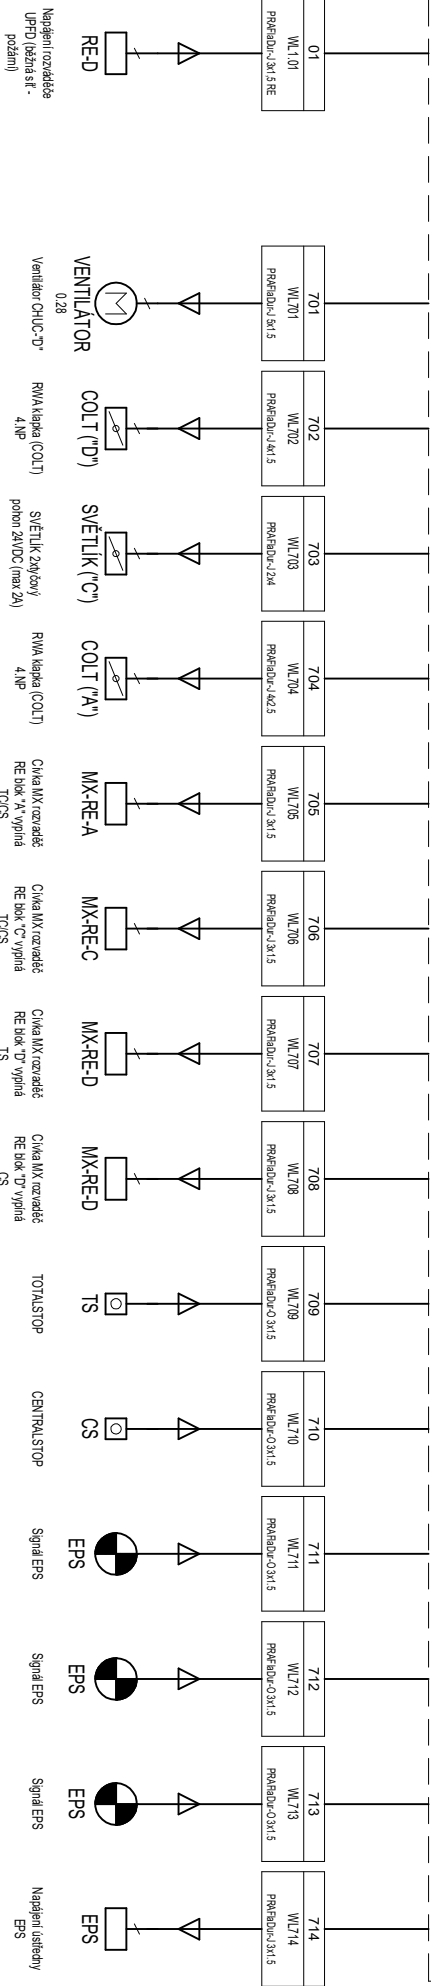 01
WL1.01
PRAFlaDur-J 3x1,5 RE
RE-D
Napájení rozváděče
UPFD (běžná síť -
požární)
701
WL701
PRAFlaDur-J 5x1.5
M
VENTILÁTOR
0.28
Ventilátor CHÚC-"D"
702
WL702
PRAFlaDur-J 4x1.5
COLT ("D")
RWA klapka (COLT)
4.NP
703
WL703
PRAFlaDur-J 2x4
SVĚTLÍK ("C")
SVĚTLÍK 2xtyčový
pohon 24VDC (max 2A)
704
WL704
PRAFlaDur-J 4x2.5
COLT ("A")
RWA klapka (COLT)
4.NP
705
WL705
PRAFlaDur-J 3x1.5
MX-RE-A
Cívka MX rozvaděč
RE blok "A" vypíná
TC/CS
706
WL706
PRAFlaDur-J 3x1.5
MX-RE-C
Cívka MX rozvaděč
RE blok "C" vypíná
TC/CS
707
WL707
PRAFlaDur-J 3x1.5
MX-RE-D
Cívka MX rozvaděč
RE blok "D" vypíná
TS
708
WL708
PRAFlaDur-J 3x1.5
MX-RE-D
Cívka MX rozvaděč
RE blok "D" vypíná
CS
709
WL709
PRAFlaDur-O 3x1.5
TS
TOTALSTOP
710
WL710
PRAFlaDur-O 3x1.5
CS
CENTRALSTOP
711
WL711
PRAFlaDur-O 3x1.5
EPS
Signál EPS
712
WL712
PRAFlaDur-O 3x1.5
EPS
Signál EPS
713
WL713
PRAFlaDur-O 3x1.5
EPS
Signál EPS
714
WL714
PRAFlaDur-J 3x1.5
EPS
Napájení ústředny
EPS